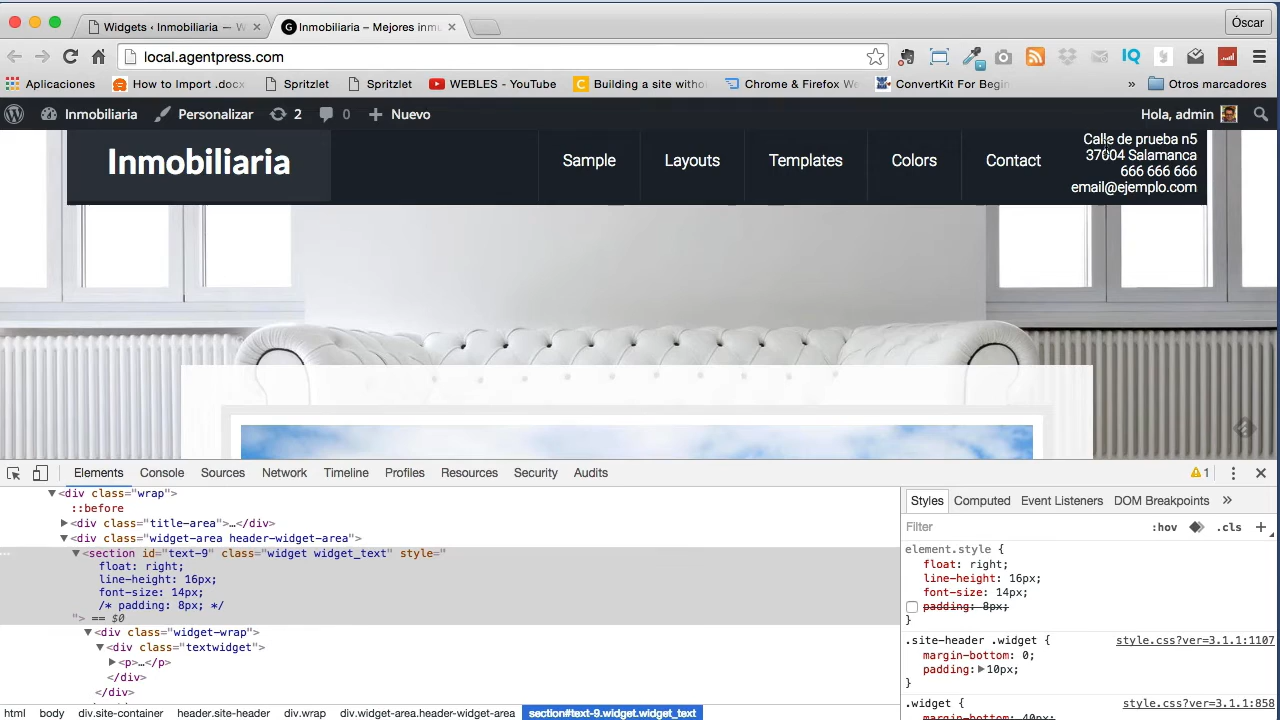 Widgets ‹ Inmobiliaria — W
Inmobiliaria – Mejores inmu
Óscar
local.agentpress.com
Aplicaciones
How to Import .docx
Spritzlet
Spritzlet
WEBLES - YouTube
Building a site witho
Chrome & Firefox W
ConvertKit For Begin
»
Otros marcadores
Inmobiliaria
Personalizar
2
0
Nuevo
Hola, admin
Inmobiliaria
Sample
Layouts
Templates
Colors
Contact
Calle de prueba n5
37004 Salamanca
666 666 666
email@ejemplo.com
Elements
Console
Sources
Network
Timeline
Profiles
Resources
Security
Audits
1
<div class="wrap">
::before
<div class="title-area">…</div>
<div class="widget-area header-widget-area">
<section id="text-9" class="widget widget_text" style="
float: right;
line-height: 16px;
font-size: 14px;
/* padding: 8px; */
"> == $0
<div class="widget-wrap">
<div class="textwidget">
<p>…</p>
</div>
</div>
html body div.site-container header.site-header div.wrap div.widget-area.header-widget-area section#text-9.widget.widget_text
Styles
Computed
Event Listeners
DOM Breakpoints
»
Filter
:hov
.cls
element.style {
float: right;
line-height: 16px;
font-size: 14px;
padding: 8px;
}
.site-header .widget { style.css?ver=3.1.1:1107
margin-bottom: 0;
padding: 10px;
}
.widget { style.css?ver=3.1.1:858
margin-bottom: 40px;